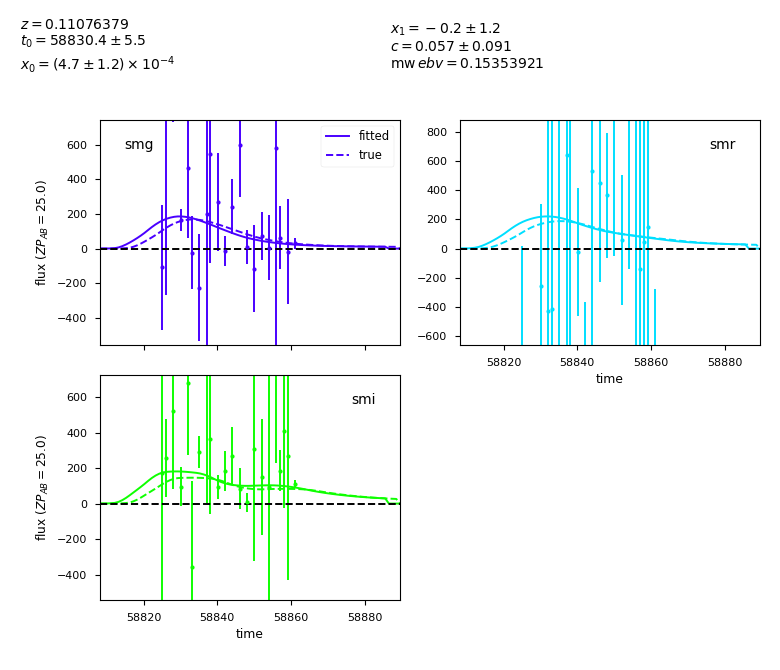 z = 0.11076379
t₀ = 58830.4 ± 5.5
x₀ = (4.7 ± 1.2) × 10⁻⁴
x₁ = −0.2 ± 1.2
c = 0.057 ± 0.091
mw ebv = 0.15353921
smg
fitted
true
600
400
200
0
−200
−400
flux (ZP_AB = 25.0)
smr
800
600
400
200
0
−200
−400
−600
58820 58840 58860 58880
time
smi
600
400
200
0
−200
−400
flux (ZP_AB = 25.0)
58820 58840 58860 58880
time